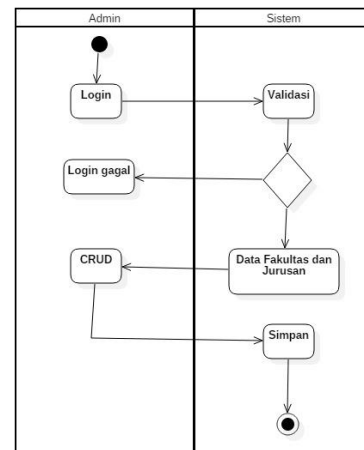 Admin
Sistem
Login
Validasi
Login gagal
CRUD
Data Fakultas dan
Jurusan
Simpan